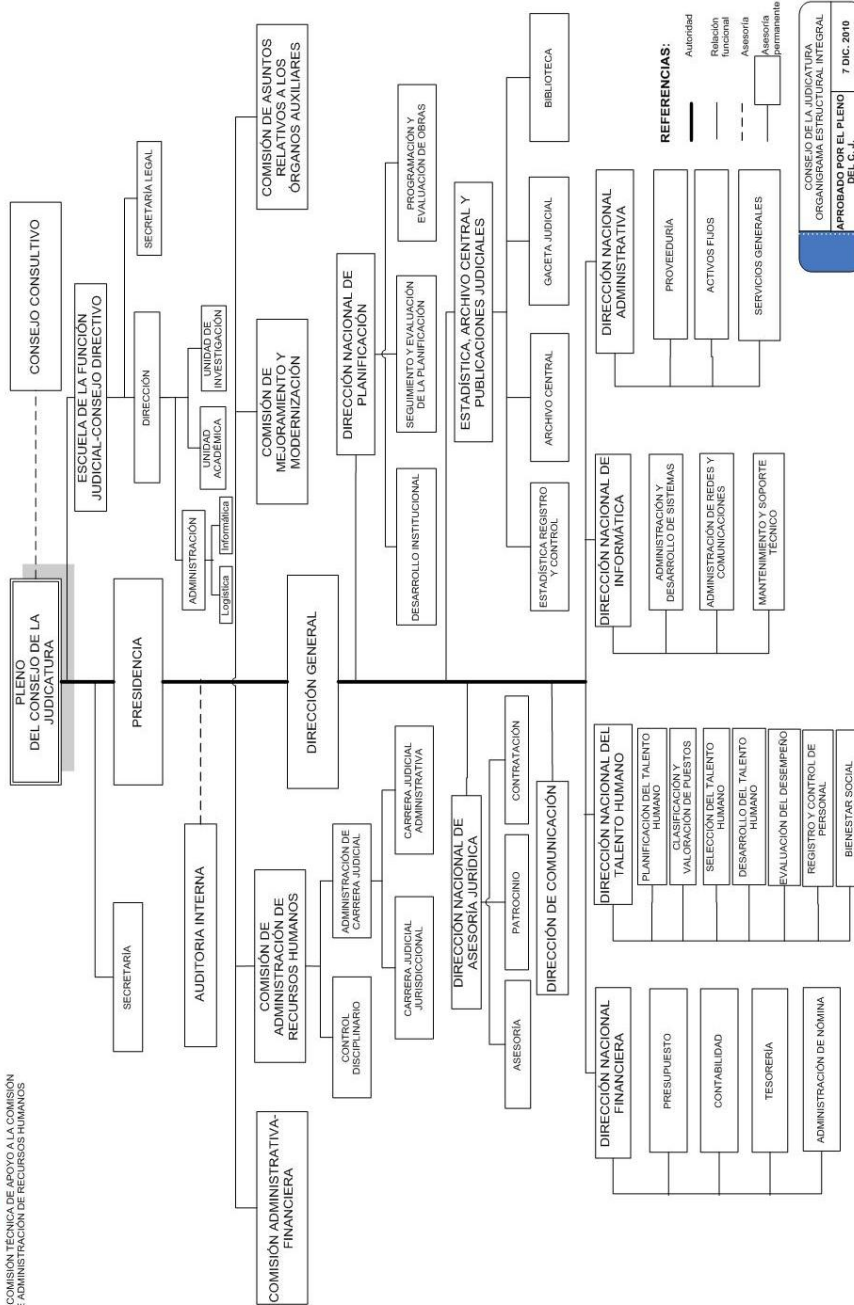 COMISIÓN TÉCNICA DE APOYO A LA COMISIÓN
ADMINISTRACIÓN DE RECURSOS HUMANOS
PLENO
DEL CONSEJO DE LA
JUDICATURA
CONSEJO CONSULTIVO
SECRETARÍA
PRESIDENCIA
ESCUELA DE LA FUNCIÓN
JUDICIAL-CONSEJO DIRECTIVO
SECRETARÍA LEGAL
DIRECCIÓN
ADMINISTRACIÓN
UNIDAD
ACADÉMICA
UNIDAD DE
INVESTIGACIÓN
Logística
Informática
AUDITORIA INTERNA
COMISIÓN ADMINISTRATIVA-
FINANCIERA
COMISIÓN DE
ADMINISTRACIÓN DE
RECURSOS HUMANOS
COMISIÓN DE
MEJORAMIENTO Y
MODERNIZACIÓN
COMISIÓN DE ASUNTOS
RELATIVOS A LOS
ÓRGANOS AUXILIARES
CONTROL
DISCIPLINARIO
ADMINISTRACIÓN DE
CARRERA JUDICIAL
CARRERA JUDICIAL
JURISDICCIONAL
CARRERA JUDICIAL
ADMINISTRATIVA
DIRECCIÓN GENERAL
DIRECCIÓN NACIONAL DE
PLANIFICACIÓN
DESARROLLO INSTITUCIONAL
SEGUIMIENTO Y EVALUACIÓN
DE LA PLANIFICACIÓN
PROGRAMACIÓN Y
EVALUACIÓN DE OBRAS
DIRECCIÓN NACIONAL DE
ASESORÍA JURÍDICA
ASESORÍA
PATROCINIO
CONTRATACIÓN
ESTADÍSTICA, ARCHIVO CENTRAL Y
PUBLICACIONES JUDICIALES
ESTADÍSTICA REGISTRO
Y CONTROL
ARCHIVO CENTRAL
GACETA JUDICIAL
BIBLIOTECA
DIRECCIÓN DE COMUNICACIÓN
DIRECCIÓN NACIONAL
FINANCIERA
PRESUPUESTO
CONTABILIDAD
TESORERÍA
ADMINISTRACIÓN DE NÓMINA
DIRECCIÓN NACIONAL DEL
TALENTO HUMANO
PLANIFICACIÓN DEL TALENTO
HUMANO
CLASIFICACIÓN Y
VALORACIÓN DE PUESTOS
SELECCIÓN DEL TALENTO
HUMANO
DESARROLLO DEL TALENTO
HUMANO
EVALUACIÓN DEL DESEMPEÑO
REGISTRO Y CONTROL DE
PERSONAL
BIENESTAR SOCIAL
DIRECCIÓN NACIONAL DE
INFORMÁTICA
ADMINISTRACIÓN Y
DESARROLLO DE SISTEMAS
ADMINISTRACIÓN DE REDES Y
COMUNICACIONES
MANTENIMIENTO Y SOPORTE
TÉCNICO
DIRECCIÓN NACIONAL
ADMINISTRATIVA
PROVEEDURÍA
ACTIVOS FIJOS
SERVICIOS GENERALES
REFERENCIAS:
Autoridad
Relación
funcional
Asesoría
Asesoría
permanente
CONSEJO DE LA JUDICATURA
ORGANIGRAMA ESTRUCTURAL INTEGRAL
APROBADO POR EL PLENO
DEL C. J.
7 DIC. 2010